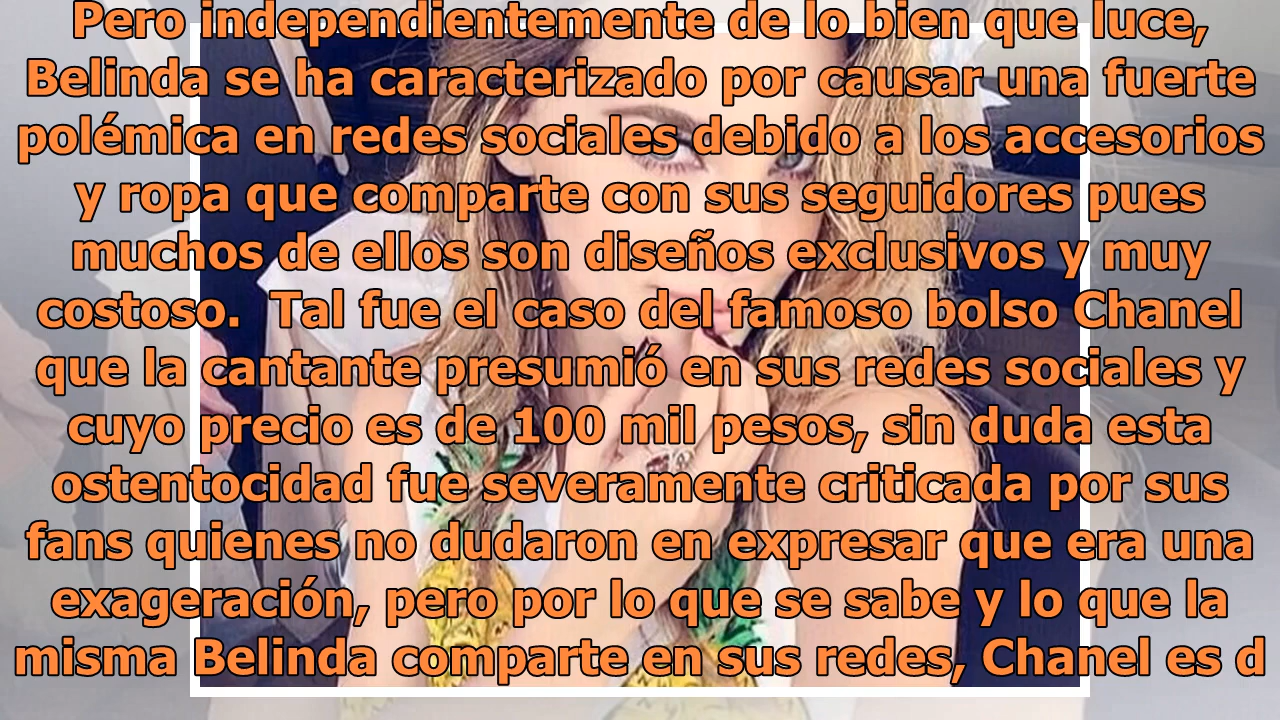 Pero independientemente de lo bien que luce,
Belinda se ha caracterizado por causar una fuerte
polémica en redes sociales debido a los accesorios
y ropa que comparte con sus seguidores pues
muchos de ellos son diseños exclusivos y muy
costoso.  Tal fue el caso del famoso bolso Chanel
que la cantante presumió en sus redes sociales y
cuyo precio es de 100 mil pesos, sin duda esta
ostentocidad fue severamente criticada por sus
fans quienes no dudaron en expresar que era una
exageración, pero por lo que se sabe y lo que la
misma Belinda comparte en sus redes, Chanel es d